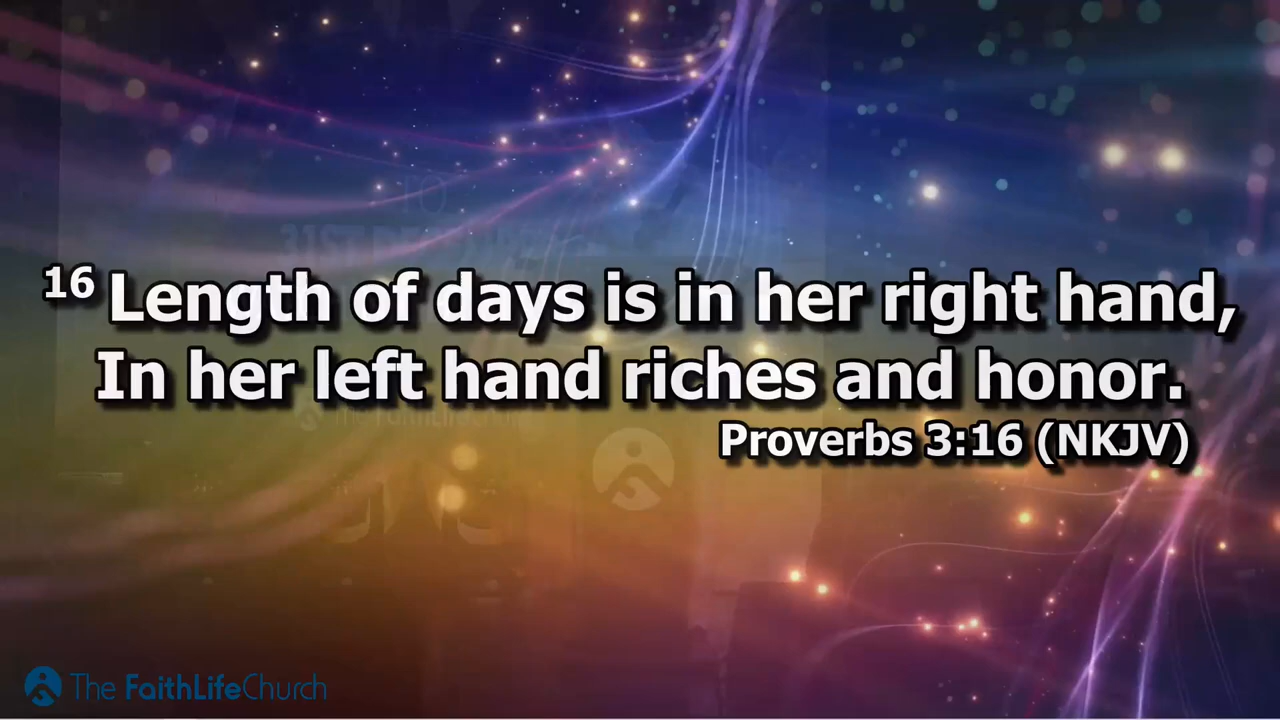 16 Length of days is in her right hand,
In her left hand riches and honor.
Proverbs 3:16 (NKJV)
The FaithLifeChurch